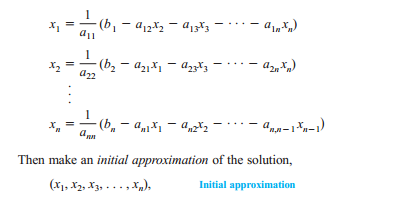 x₁ = 1/a₁₁ (b₁ − a₁₂x₂ − a₁₃x₃ − · · · − a₁ₙxₙ)
x₂ = 1/a₂₂ (b₂ − a₂₁x₁ − a₂₃x₃ − · · · − a₂ₙxₙ)
⋮
xₙ = 1/aₙₙ (bₙ − aₙ₁x₁ − aₙ₂x₂ − · · · − aₙ,ₙ₋₁xₙ₋₁)
Then make an initial approximation of the solution,
(x₁, x₂, x₃, . . . , xₙ), Initial approximation